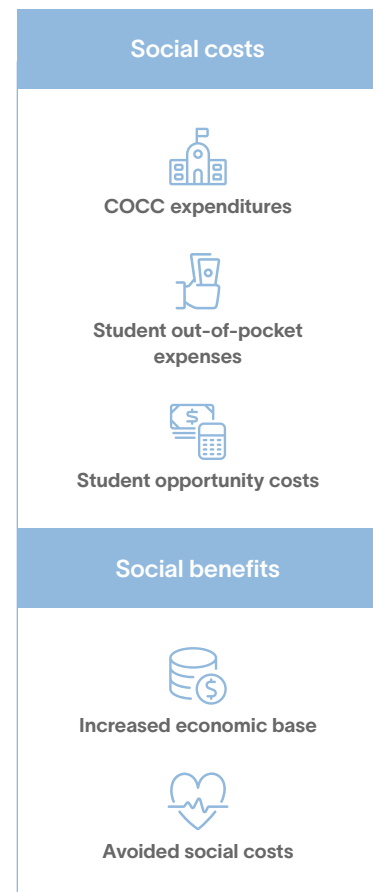 Social costs
COCC expenditures
Student out-of-pocket
expenses
Student opportunity costs
Social benefits
Increased economic base
Avoided social costs